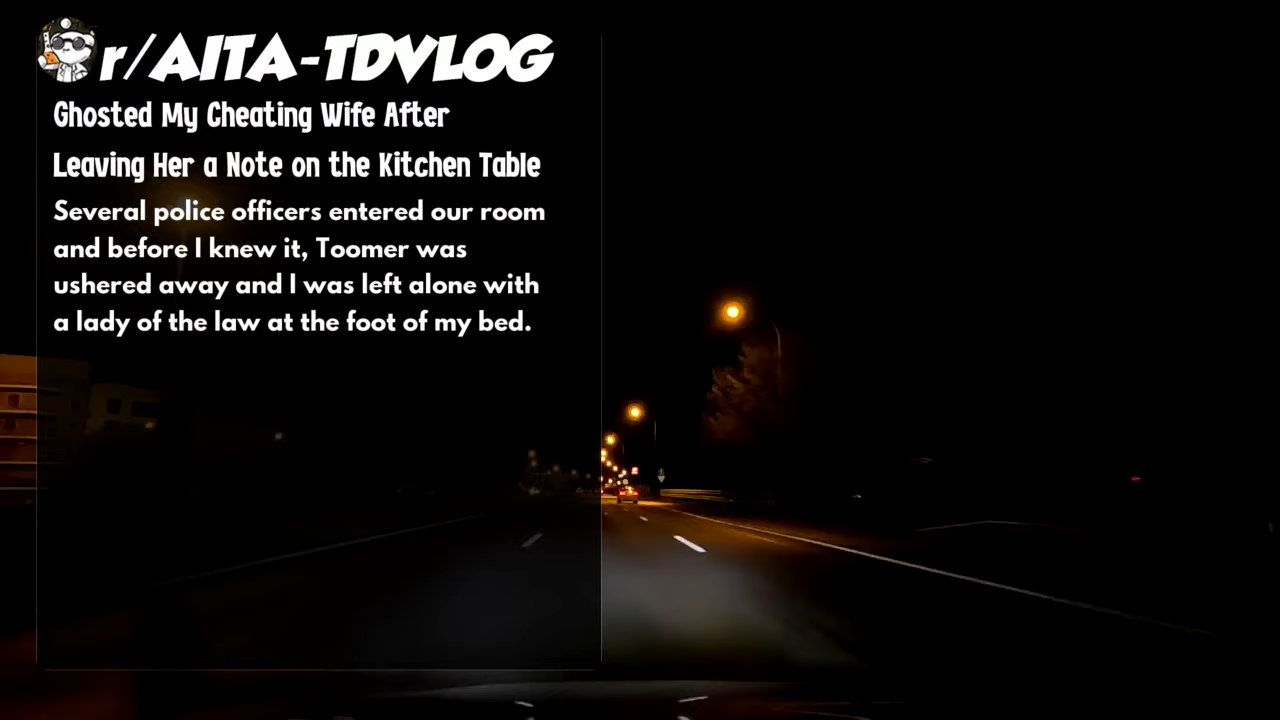 r/AITA-TDVLOG
Ghosted My Cheating Wife After
Leaving Her a Note on the Kitchen Table
Several police officers entered our room
and before I knew it, Toomer was
ushered away and I was left alone with
a lady of the law at the foot of my bed.